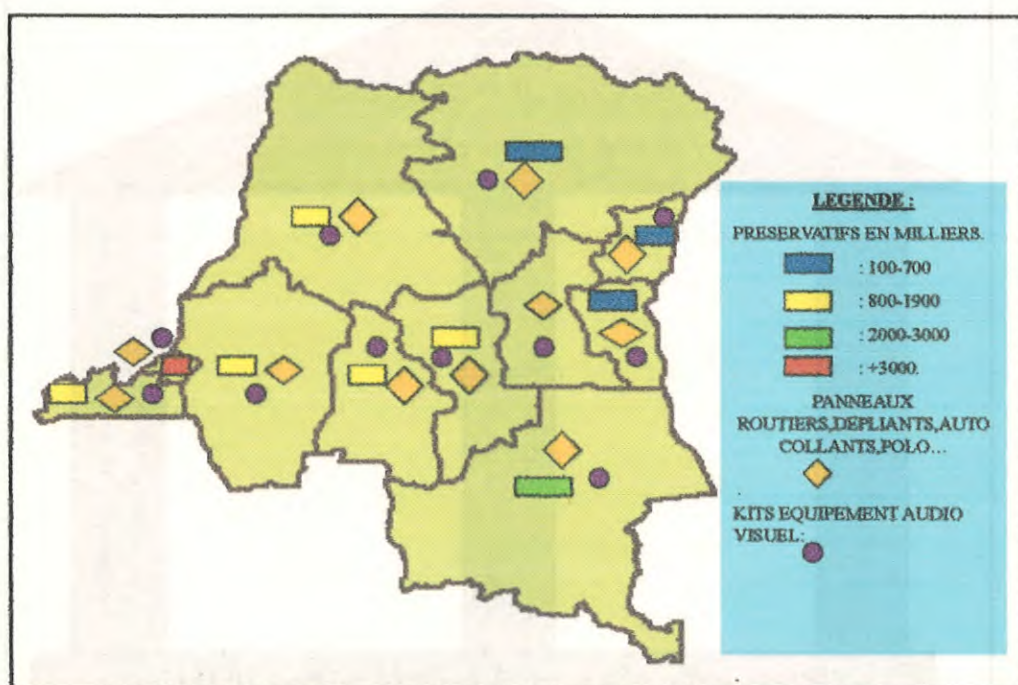 LEGENDE :
PRESERVATIFS EN MILLIERS.
: 100-700
: 800-1900
: 2000-3000
: +3000.
PANNEAUX
ROUTIERS,DEPLIANTS,AUTO
COLLANTS,POLO...
KITS EQUIPEMENT AUDIO
VISUEL: